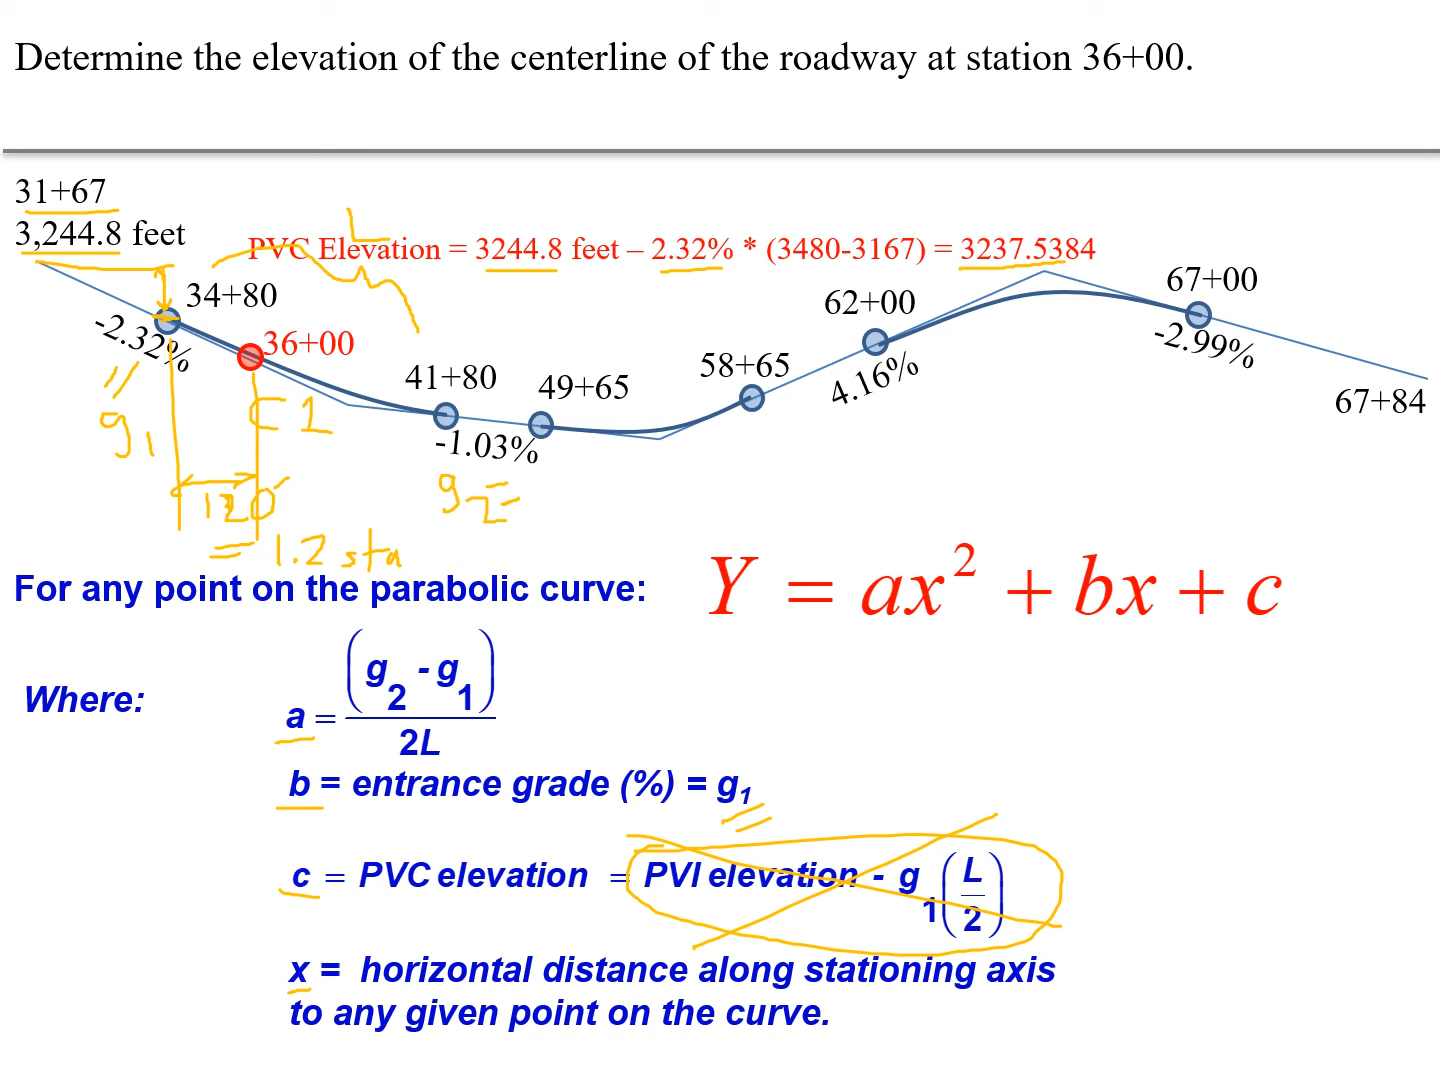 Determine the elevation of the centerline of the roadway at station 36+00.
31+67
3,244.8 feet
L
PVC Elevation = 3244.8 feet – 2.32% * (3480-3167) = 3237.5384
34+80
-2.32%
36+00
41+80
-1.03%
49+65
58+65
62+00
4.16%
67+00
-2.99%
67+84
g1
C1
g2=
120'
= 1.2 sta
For any point on the parabolic curve:
Y = ax² + bx + c
Where:
a = (g2 - g1) / 2L
b = entrance grade (%) = g1
c = PVC elevation = PVI elevation - g1(L/2)
x = horizontal distance along stationing axis
to any given point on the curve.